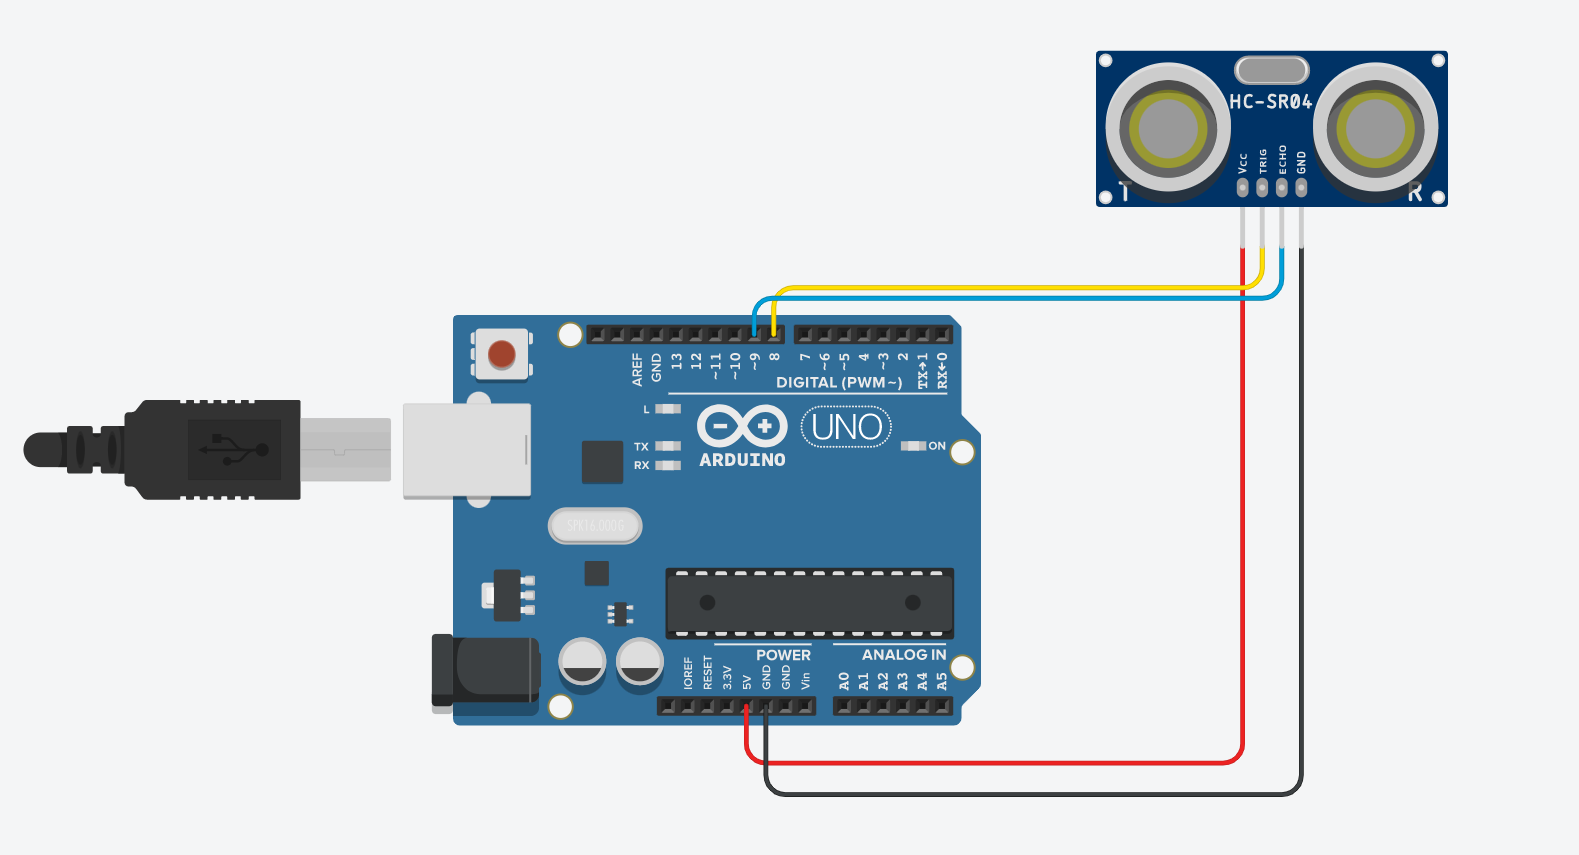 HC-SR04
VCC
TRIG
ECHO
GND
T
R
AREF
GND
13
12
~11
~10
~9
8
7
~6
~5
4
~3
2
TX→1
RX←0
DIGITAL (PWM~)
L
TX
RX
ARDUINO
UNO
ON
SPK16.000G
POWER
ANALOG IN
IOREF
RESET
3.3V
5V
GND
GND
Vin
A0
A1
A2
A3
A4
A5